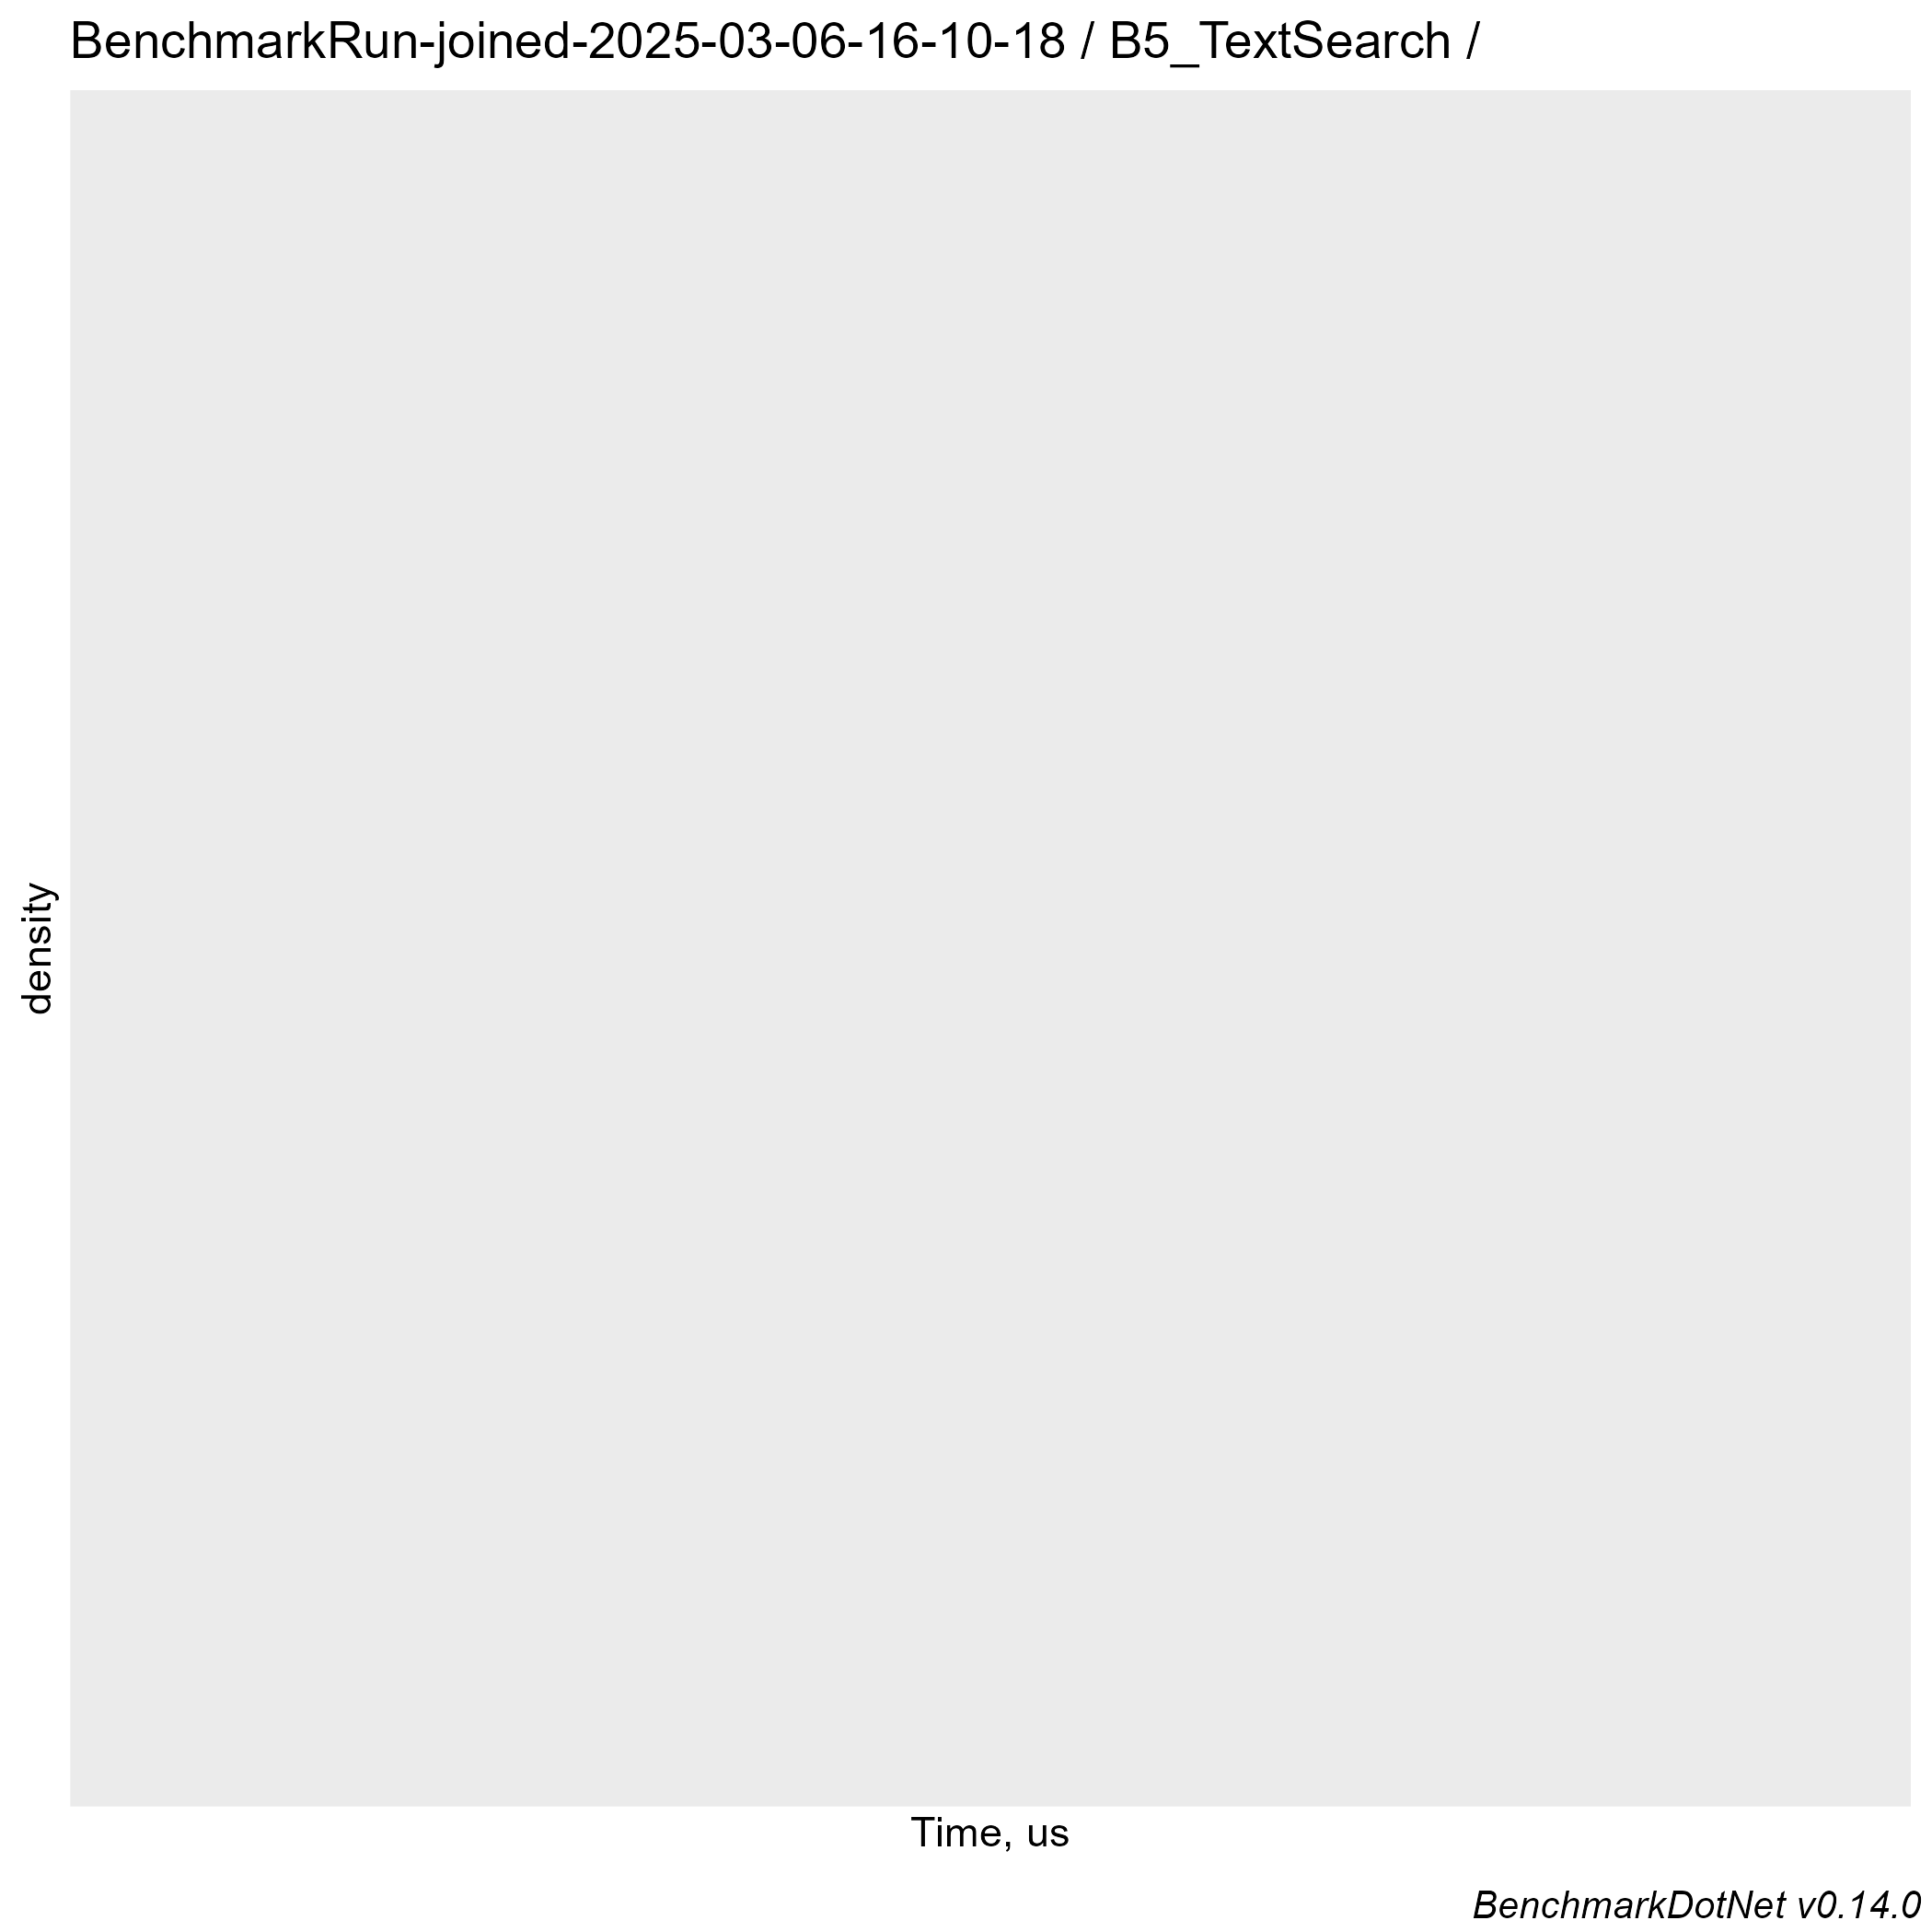 BenchmarkRun-joined-2025-03-06-16-10-18 / B5_TextSearch /
density
Time, us
BenchmarkDotNet v0.14.0